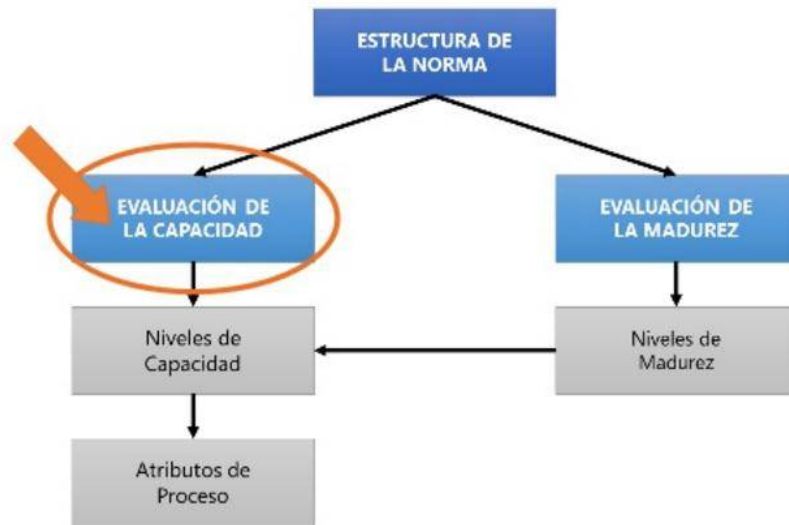 ESTRUCTURA DE
LA NORMA
EVALUACIÓN DE
LA CAPACIDAD
EVALUACIÓN DE
LA MADUREZ
Niveles de
Capacidad
Niveles de
Madurez
Atributos de
Proceso